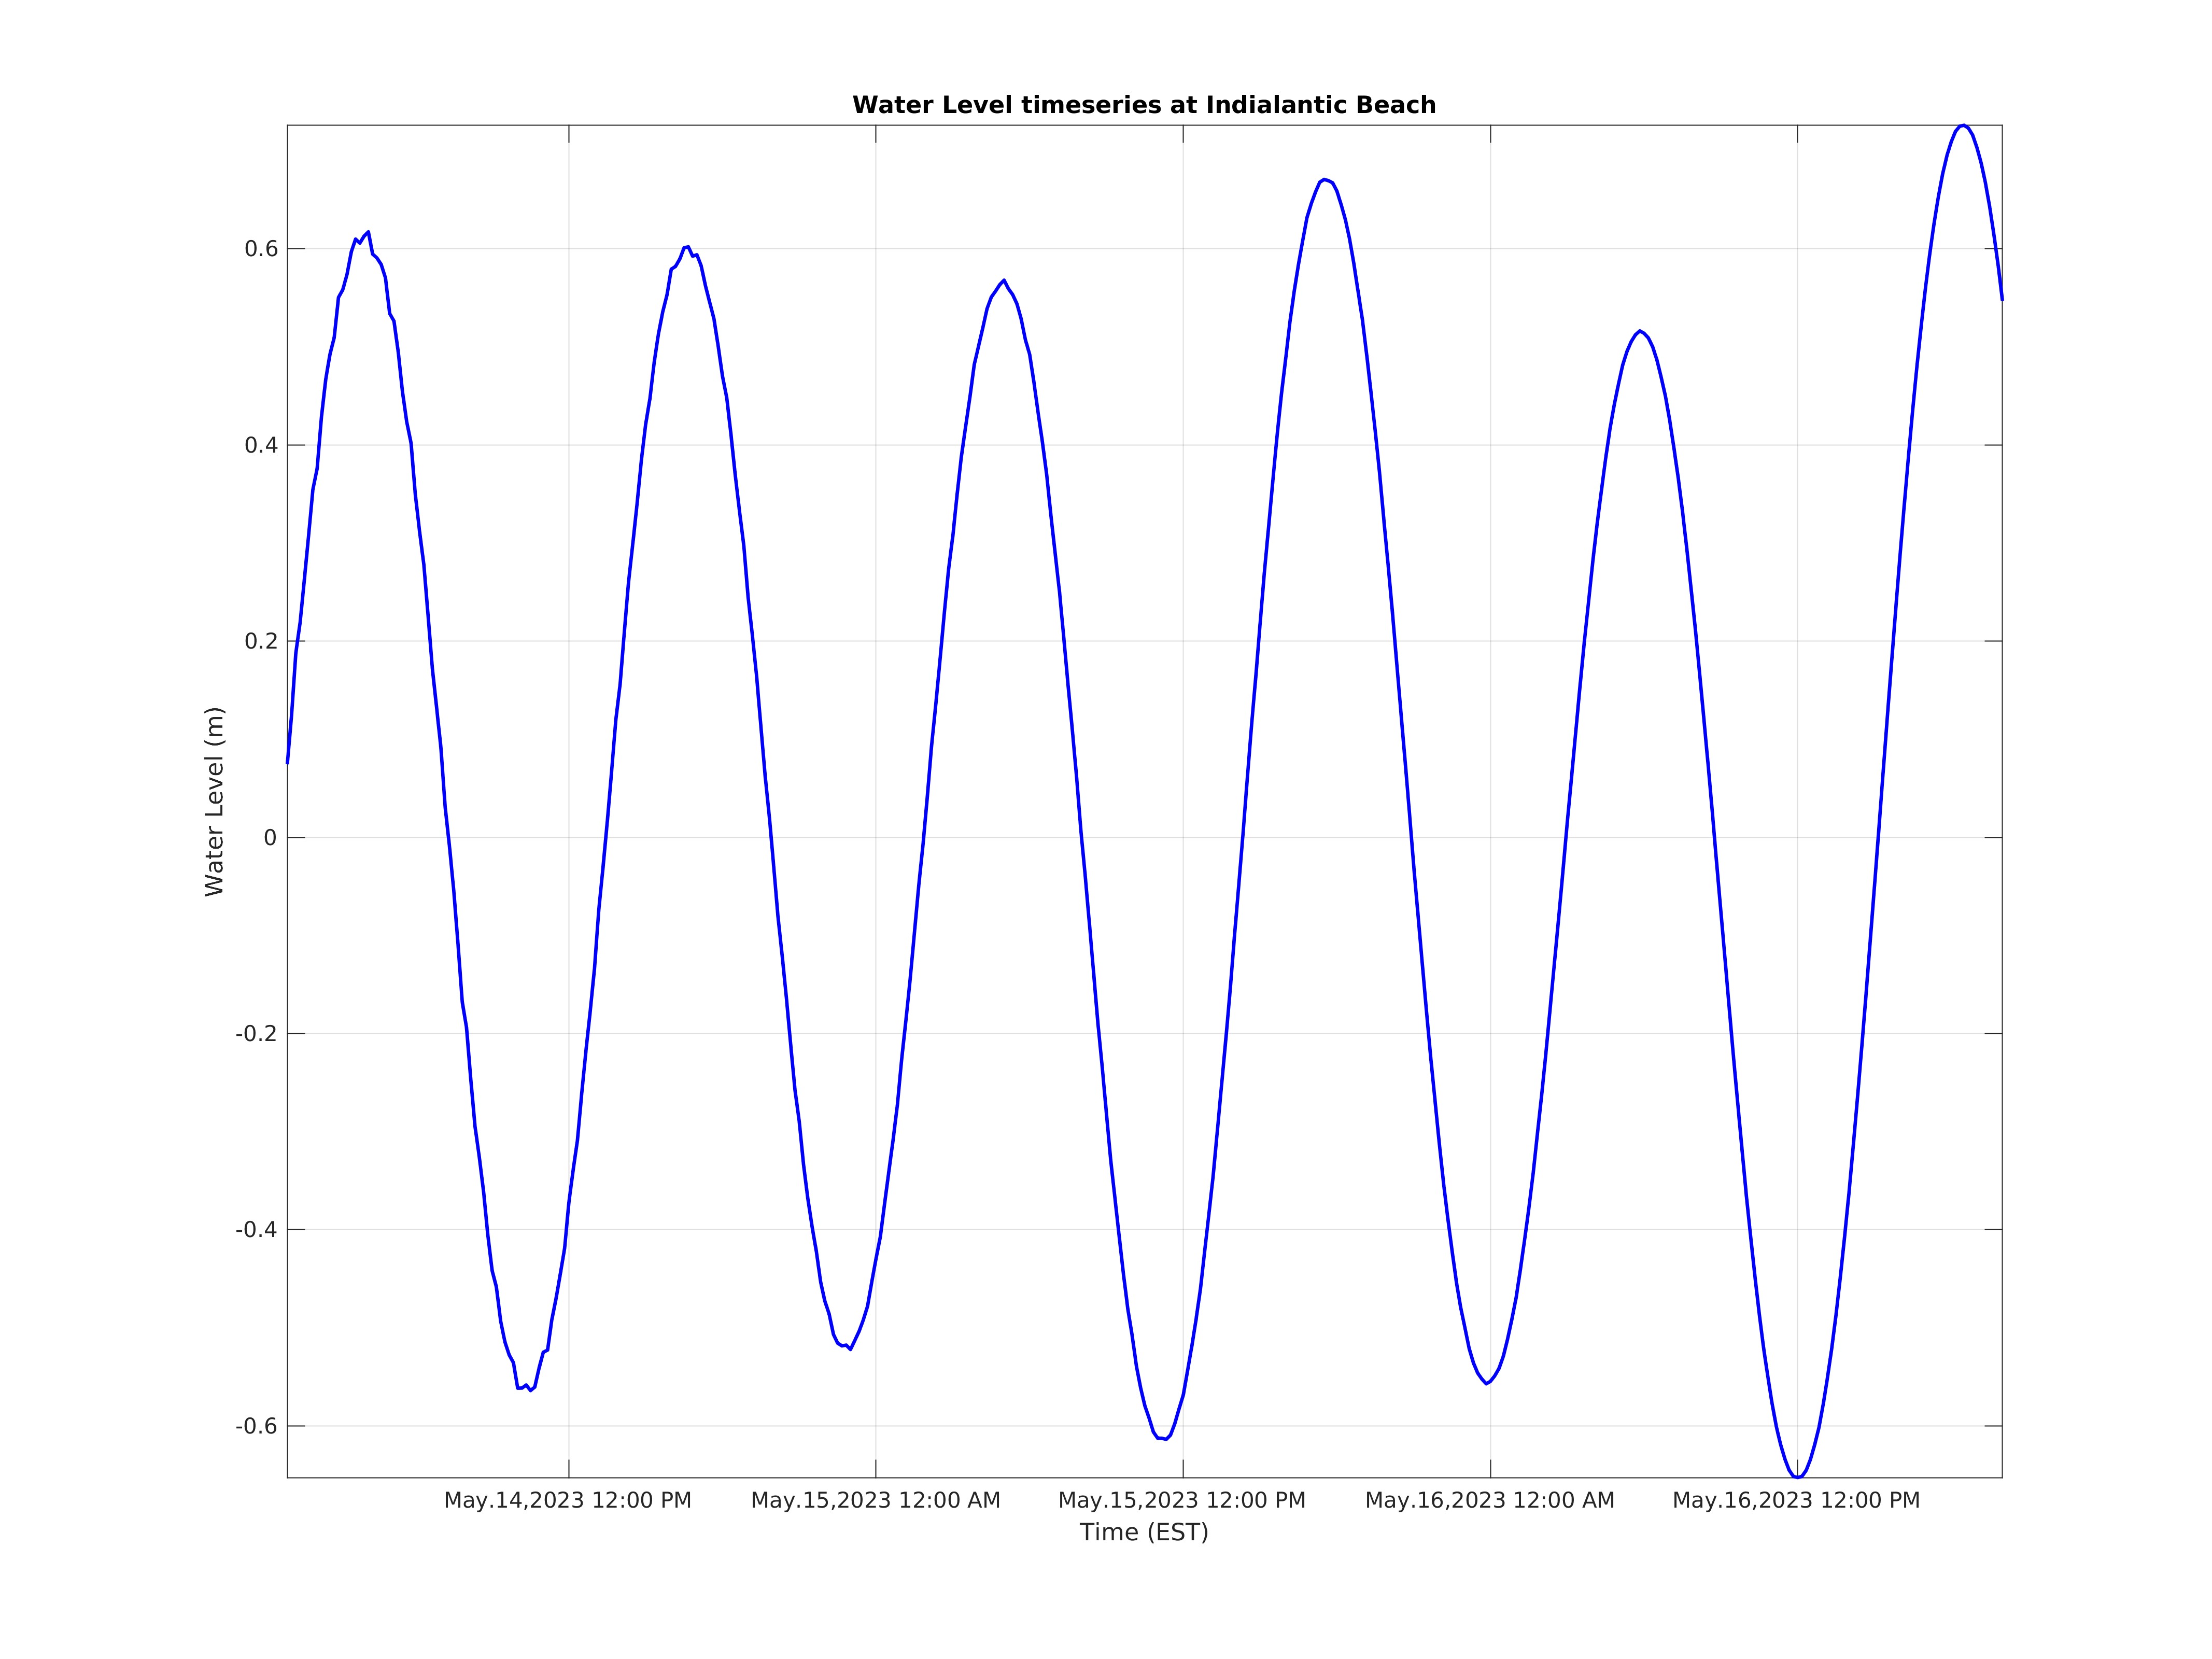 Water Level timeseries at Indialantic Beach
Water Level (m)
0.6
0.4
0.2
0
-0.2
-0.4
-0.6
May.14,2023 12:00 PM
May.15,2023 12:00 AM
May.15,2023 12:00 PM
May.16,2023 12:00 AM
May.16,2023 12:00 PM
Time (EST)